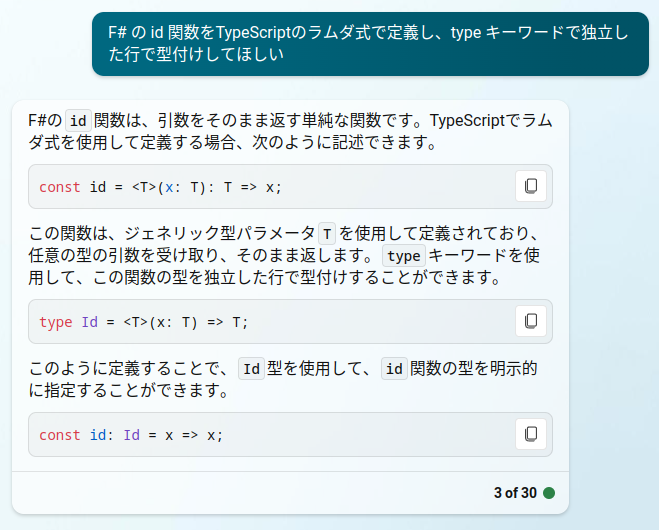 F# の id 関数をTypeScriptのラムダ式で定義し、type キーワードで独立し
た行で型付けしてほしい
F#の id 関数は、引数をそのまま返す単純な関数です。TypeScriptでラム
ダ式を使用して定義する場合、次のように記述できます。
const id = <T>(x: T): T => x;
この関数は、ジェネリック型パラメータ T を使用して定義されており、
任意の型の引数を受け取り、そのまま返します。 type キーワードを使
用して、この関数の型を独立した行で型付けすることができます。
type Id = <T>(x: T) => T;
このように定義することで、 Id 型を使用して、 id 関数の型を明示的
に指定することができます。
const id: Id = x => x;
3 of 30